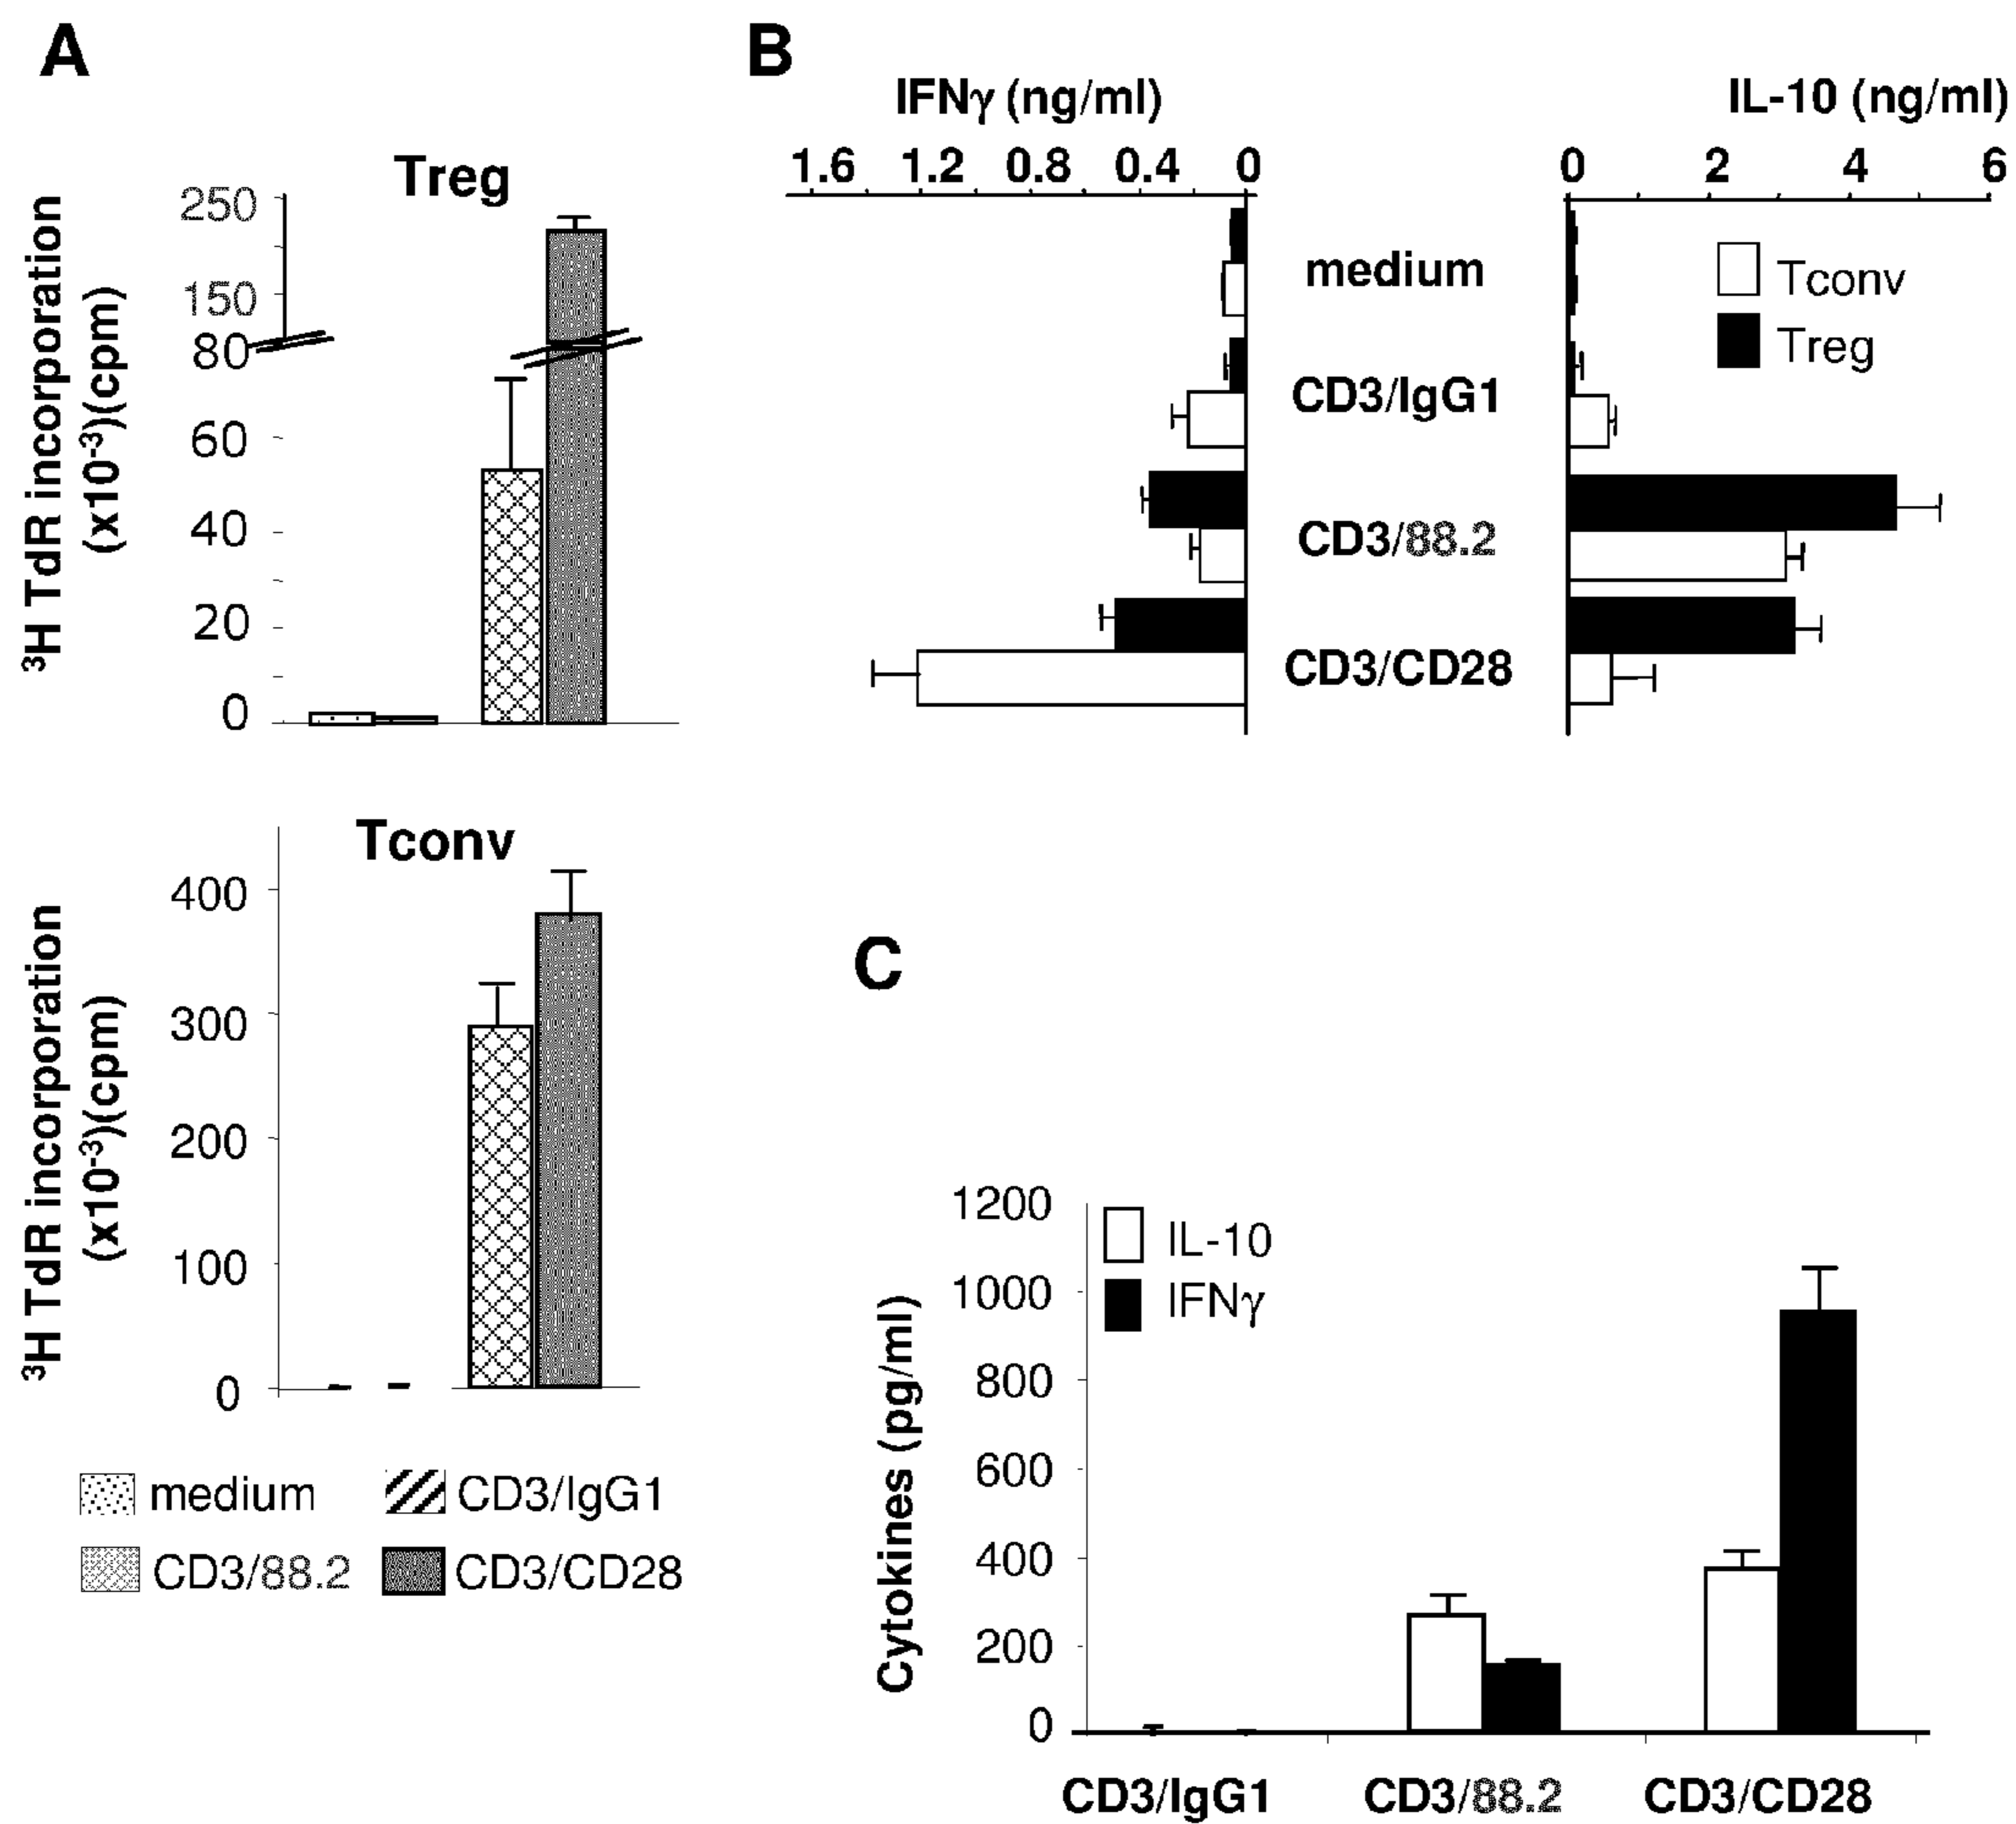 A
Treg
³H TdR incorporation
(x10⁻³)(cpm)
250
150
80
60
40
20
0
Tconv
³H TdR incorporation
(x10⁻³)(cpm)
400
300
200
100
0
medium
CD3/IgG1
CD3/88.2
CD3/CD28
B
IFNγ (ng/ml)
IL-10 (ng/ml)
1.6 1.2 0.8 0.4 0
0 2 4 6
medium
CD3/IgG1
CD3/88.2
CD3/CD28
Tconv
Treg
C
Cytokines (pg/ml)
1200
1000
800
600
400
200
0
IL-10
IFNγ
CD3/IgG1 CD3/88.2 CD3/CD28